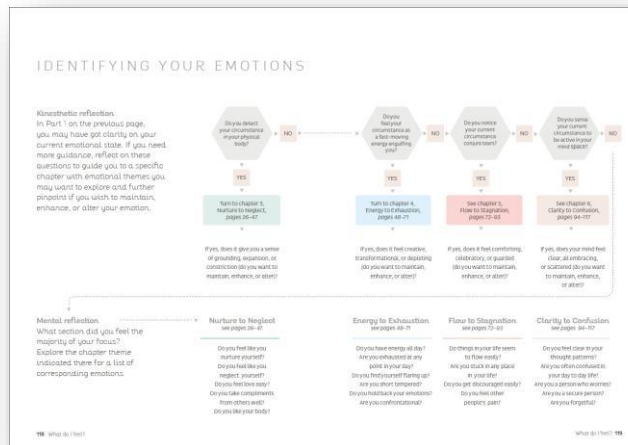 IDENTIFYING YOUR EMOTIONS
Kinesthetic reflection
In Part 1 on the previous page,
you may have got clarity on your
current emotional state. If you need
more guidance, reflect on these
questions to guide you to a specific
chapter with emotional themes you
may want to explore and further
pinpoint if you wish to maintain,
enhance, or alter your emotion.
Do you detect
your circumstance
in your physical
body?
NO
YES
Turn to chapter 3,
Nurture to Neglect,
pages 26–47
If yes, does it give you a sense
of grounding, expansion, or
constriction (do you want to
maintain, enhance, or alter)?
Do you
feel your
circumstance as
a fast-moving
energy engulfing
you?
NO
YES
Turn to chapter 4,
Energy to Exhaustion,
pages 48–71
If yes, does it feel creative,
transformational, or depleting
(do you want to maintain,
enhance, or alter)?
Do you notice
your current
circumstance
conjure tears?
NO
YES
See chapter 5,
Flow to Stagnation,
pages 72–93
If yes, does it feel comforting,
celebratory, or guarded
(do you want to maintain,
enhance, or alter)?
Do you sense
your current
circumstance to
be active in your
mind space?
NO
YES
See chapter 6,
Clarity to Confusion,
pages 94–117
If yes, does your mind feel
clear, all embracing,
or scattered (do you want
to maintain, enhance,
or alter)?
Mental reflection
What section did you feel the
majority of your focus?
Explore the chapter theme
indicated there for a list of
corresponding emotions.
Nurture to Neglect
see pages 26–47
Do you feel like you
nurture yourself?
Do you feel like you
neglect yourself?
Do you feel love easy?
Do you take compliments
from others well?
Do you like your body?
Energy to Exhaustion
see pages 48–71
Do you have energy all day?
Are you exhausted at any
point in your day?
Do you find yourself flaring up?
Are you short tempered?
Do you hold back your emotions?
Are you confrontational?
Flow to Stagnation
see pages 72–93
Do things in your life seem
to flow easily?
Are you stuck in any place
in your life?
Do you get discouraged easily?
Do you feel other
people's pain?
Clarity to Confusion
see pages 94–117
Do you feel clear in your
thought patterns?
Are you often confused in
your day to day life?
Are you a person who worries?
Are you a secure person?
Are you forgetful?
118 What do I feel?
What do I feel? 119